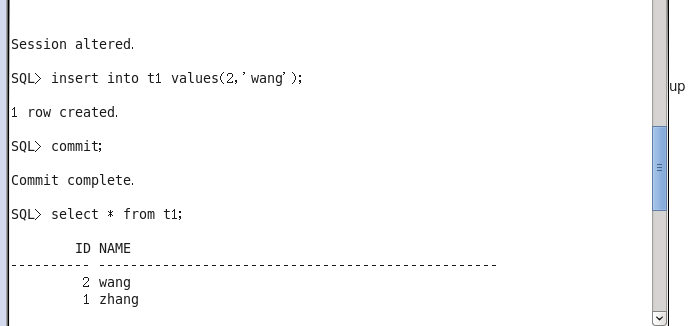 Session altered.
SQL> insert into t1 values(2,'wang');
up
1 row created.
SQL> commit;
Commit complete.
SQL> select * from t1;
ID NAME
---------- --------------------------------------------------
2 wang
1 zhang